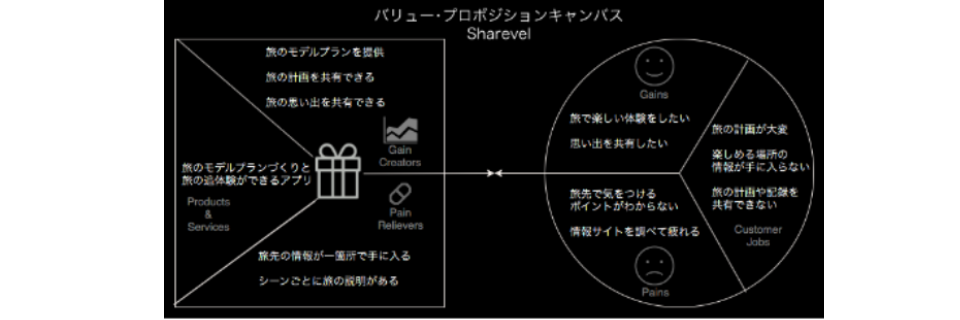 バリュー・プロポジションキャンバス
Sharevel
旅のモデルプランを提供
旅の計画を共有できる
旅の思い出を共有できる
Gain
Creators
旅のモデルプランづくりと
旅の追体験ができるアプリ
Products
&
Services
Pain
Relievers
旅先の情報が一箇所で手に入る
シーンごとに旅の説明がある
Gains
旅で楽しい体験をしたい
思い出を共有したい
旅の計画が大変
楽しめる場所の
情報が手に入らない
旅の計画や記録を
共有できない
Customer
Jobs
旅先で気をつける
ポイントがわからない
情報サイトを調べて疲れる
Pains